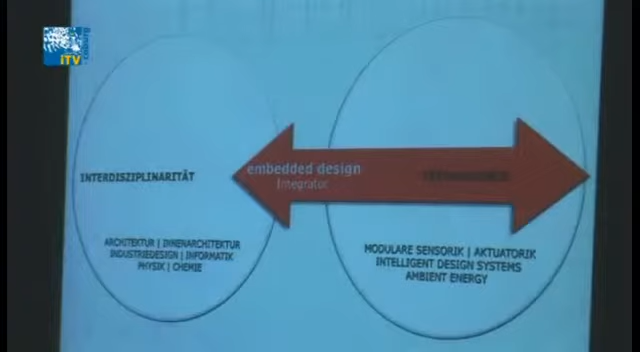 iTV
coburg
INTERDISZIPLINARITÄT
embedded design
Integrator
ARCHITEKTUR | INNENARCHITEKTUR
INDUSTRIEDESIGN | INFORMATIK
PHYSIK | CHEMIE
MODULARE SENSORIK | AKTUATORIK
INTELLIGENT DESIGN SYSTEMS
AMBIENT ENERGY